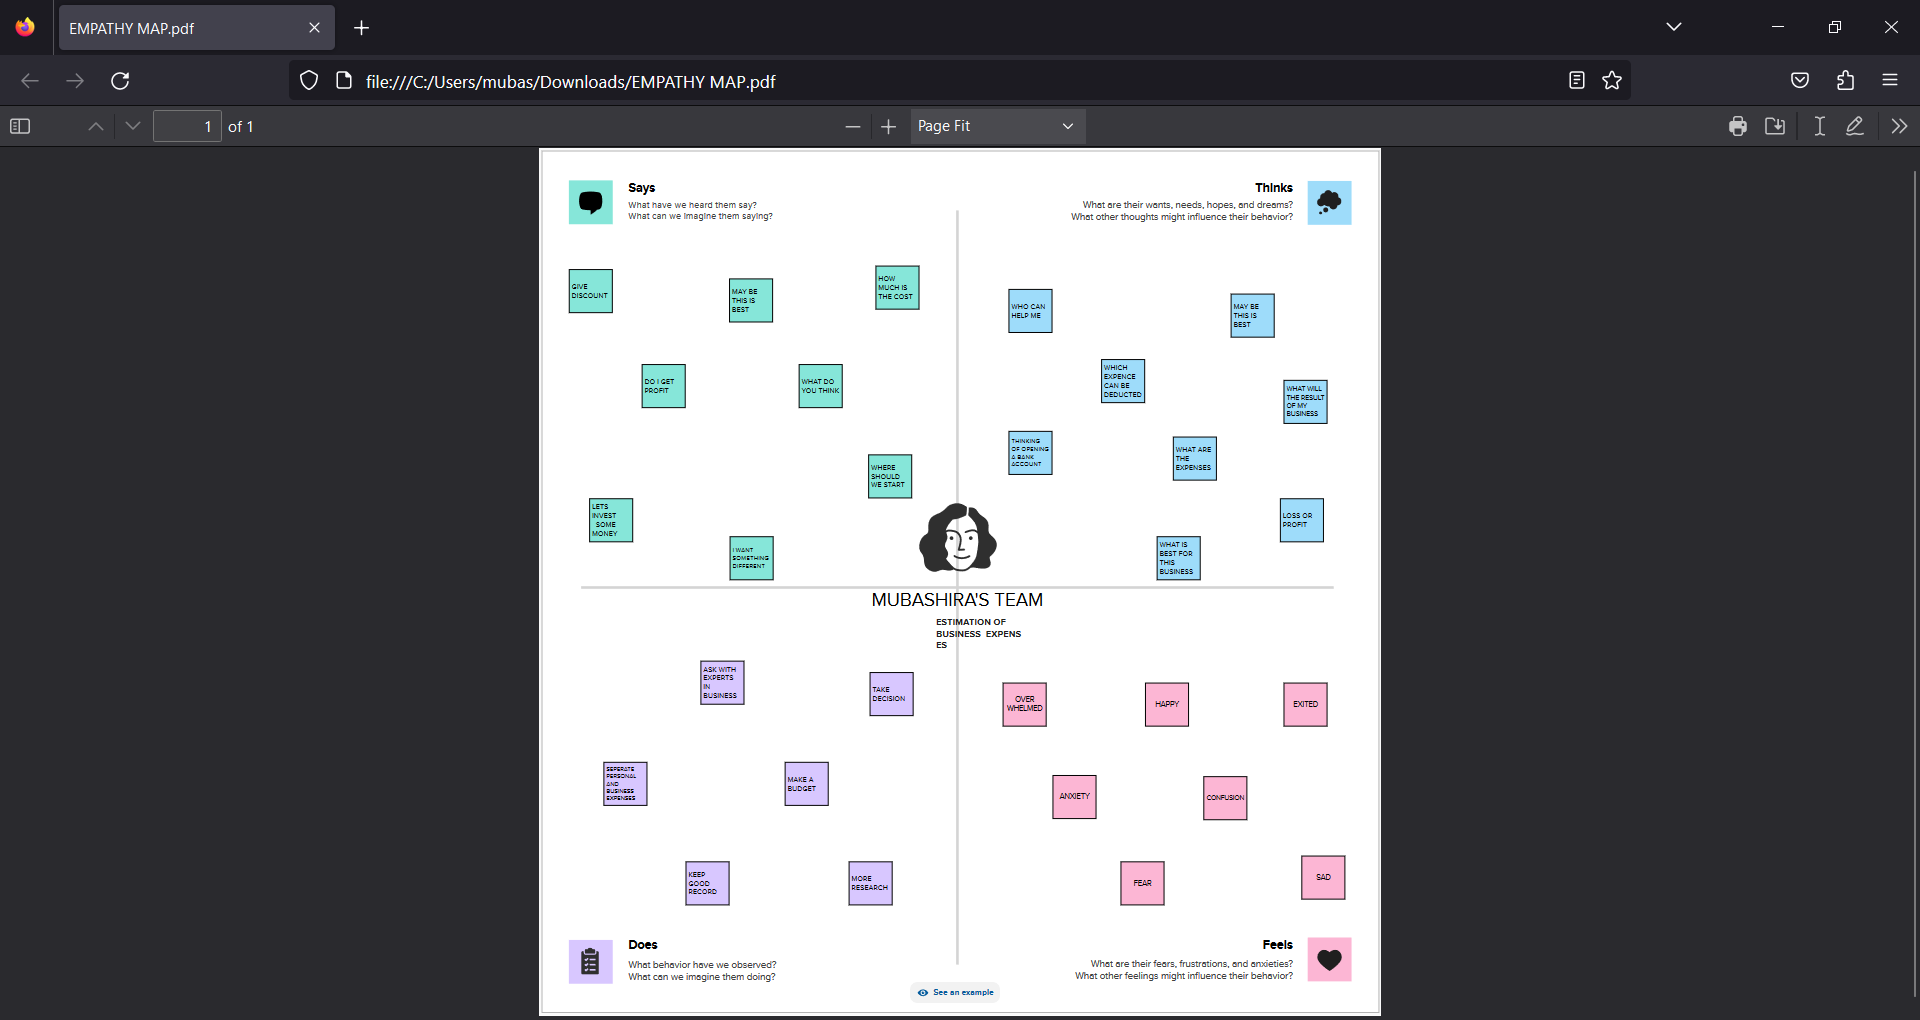 EMPATHY MAP.pdf
file:///C:/Users/mubas/Downloads/EMPATHY MAP.pdf
1 of 1
Page Fit
Says
What have we heard them say?
What can we imagine them saying?
Thinks
What are their wants, needs, hopes, and dreams?
What other thoughts might influence their behavior?
GIVE
DISCOUNT
MAY BE
THIS IS
BEST
HOW
MUCH IS
THE COST
DO I GET
PROFIT
WHAT DO
YOU THINK
WHERE
SHOULD
WE START
LETS
INVEST
SOME
MONEY
I WANT
SOMETHING
DIFFERENT
WHO CAN
HELP ME
MAY BE
THIS IS
BEST
WHICH
EXPENCE
CAN BE
DEDUCTED
WHAT WILL
THE RESULT
OF MY
BUSINESS
THINKING
OF OPENING
A BANK
ACCOUNT
WHAT ARE
THE
EXPENSES
LOSS OR
PROFIT
WHAT IS
BEST FOR
THIS
BUSINESS
MUBASHIRA'S TEAM
ESTIMATION OF
BUSINESS EXPENS
ES
ASK WITH
EXPERTS
IN
BUSINESS
TAKE
DECISION
SEPERATE
PERSONAL
AND
BUSINESS
EXPENSES
MAKE A
BUDGET
KEEP
GOOD
RECORD
MORE
RESEARCH
OVER
WHELMED
HAPPY
EXITED
ANXIETY
CONFUSION
FEAR
SAD
Does
What behavior have we observed?
What can we imagine them doing?
Feels
What are their fears, frustrations, and anxieties?
What other feelings might influence their behavior?
See an example